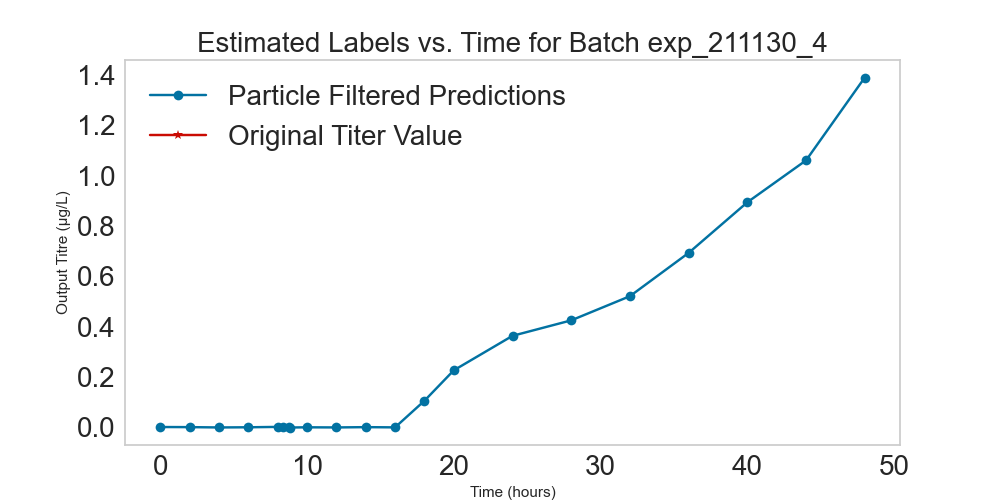 Estimated Labels vs. Time for Batch exp_211130_4
Particle Filtered Predictions
Original Titer Value
Output Titre (μg/L)
1.4
1.2
1.0
0.8
0.6
0.4
0.2
0.0
0 10 20 30 40 50
Time (hours)